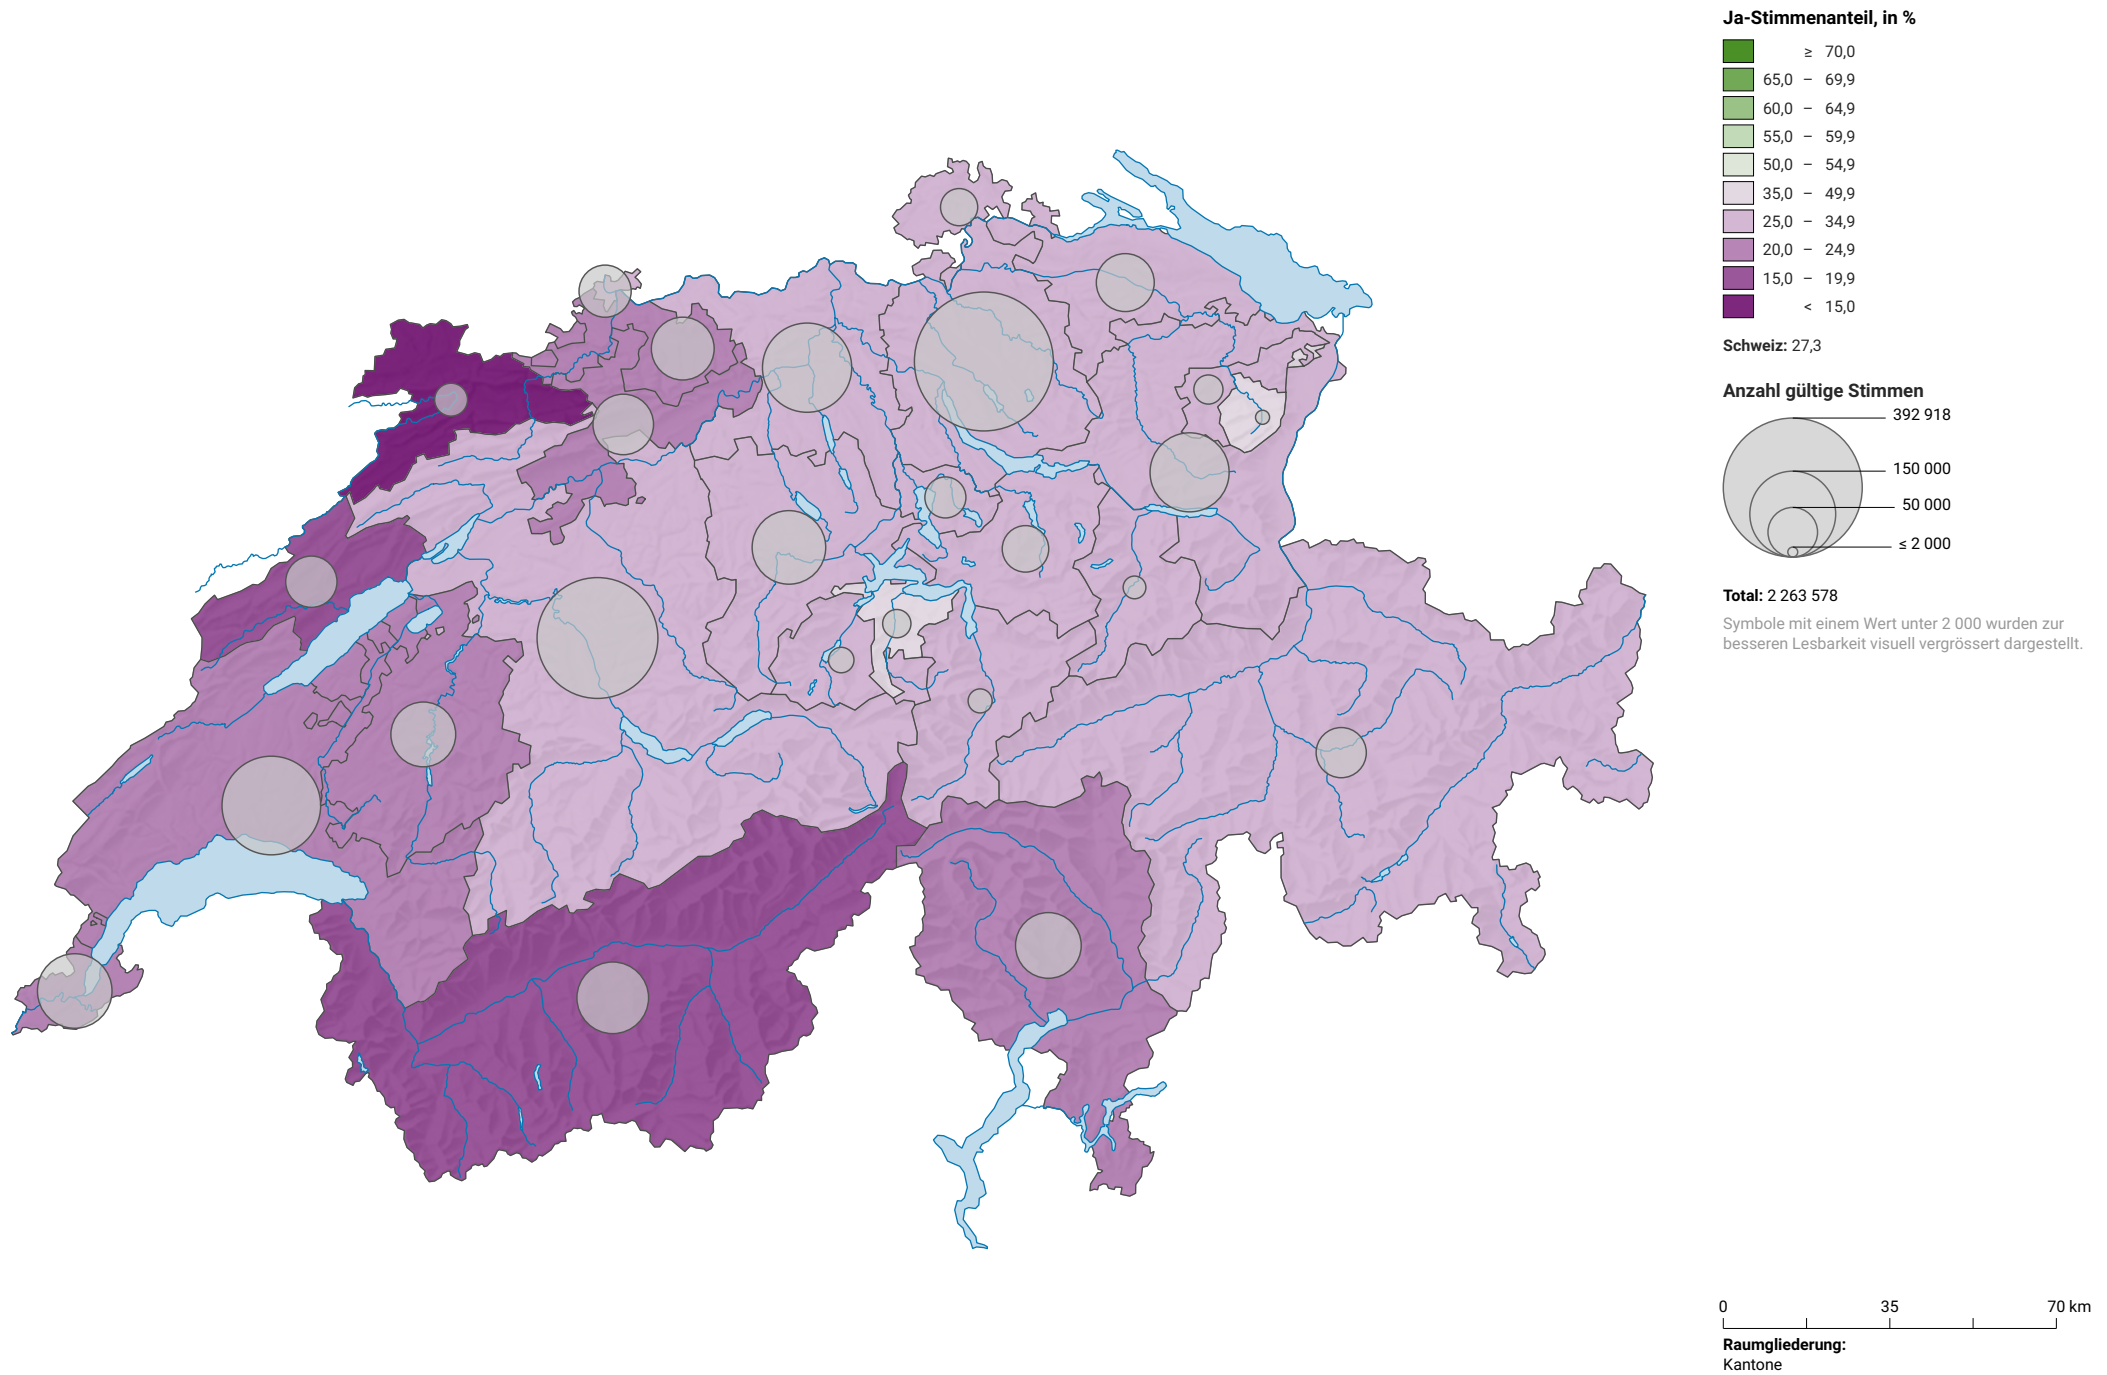 Ja-Stimmenanteil, in %
≥ 70,0
65,0 – 69,9
60,0 – 64,9
55,0 – 59,9
50,0 – 54,9
35,0 – 49,9
25,0 – 34,9
20,0 – 24,9
15,0 – 19,9
< 15,0
Schweiz: 27,3
Anzahl gültige Stimmen
392 918
150 000
50 000
≤ 2 000
Total: 2 263 578
Symbole mit einem Wert unter 2 000 wurden zur
besseren Lesbarkeit visuell vergrössert dargestellt.
0 35 70 km
Raumgliederung:
Kantone